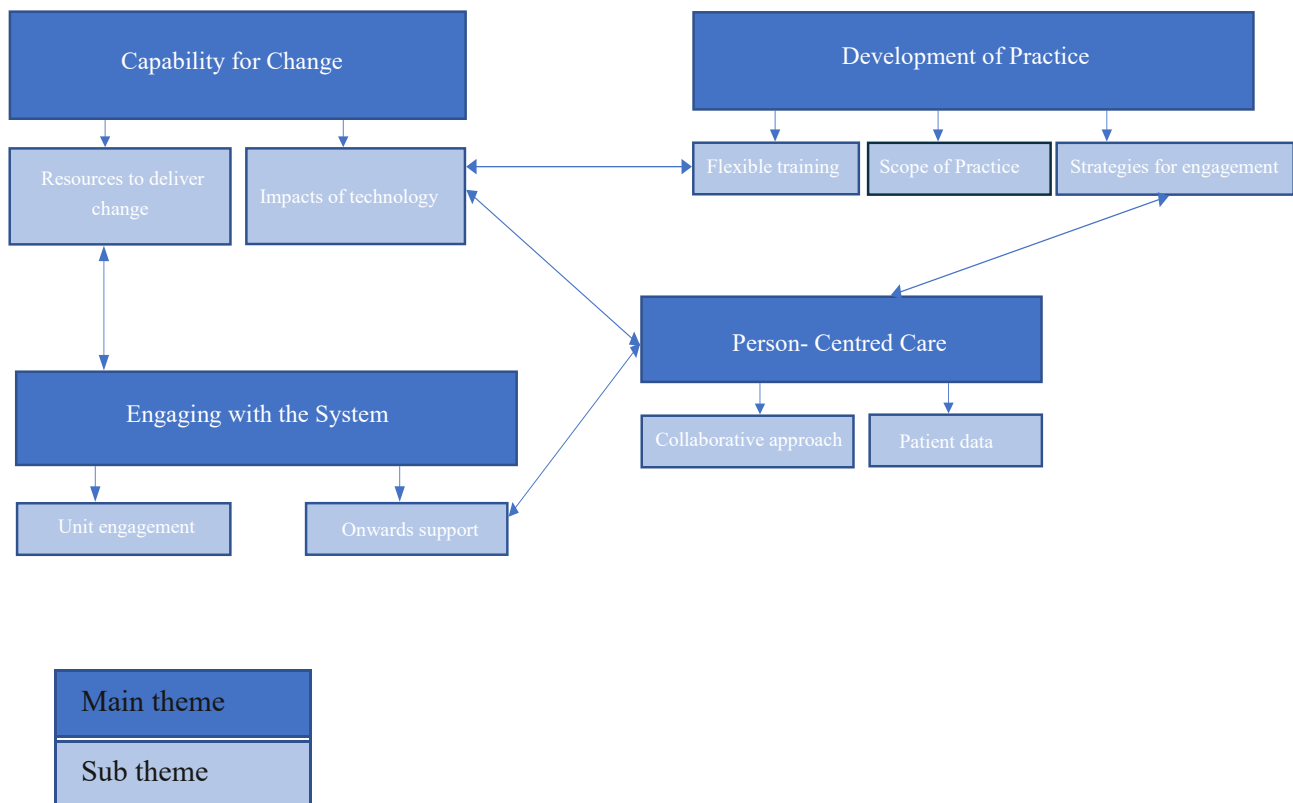 Capability for Change
Development of Practice
Resources to deliver
change
Impacts of technology
Flexible training
Scope of Practice
Strategies for engagement
Person- Centred Care
Engaging with the System
Collaborative approach
Patient data
Unit engagement
Onwards support
Main theme
Sub theme